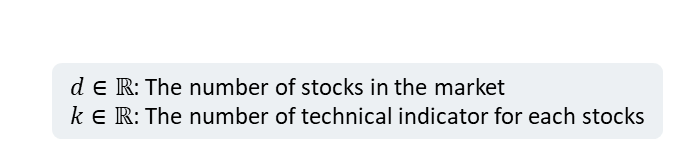 d ∈ ℝ: The number of stocks in the market
k ∈ ℝ: The number of technical indicator for each stocks